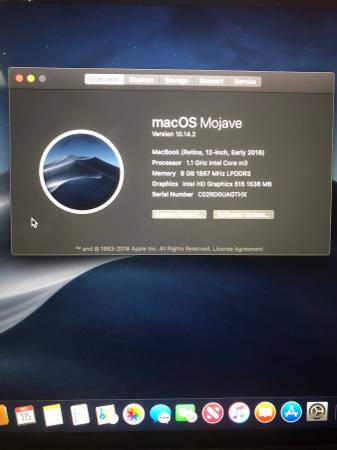 Overview Displays Storage Support Service
macOS Mojave
Version 10.14.2
MacBook (Retina, 12-inch, Early 2016)
Processor 1.1 GHz Intel Core m3
Memory 8 GB 1867 MHz LPDDR3
Graphics Intel HD Graphics 515 1536 MB
Serial Number C02RD0UAGTHX
System Report... Software Update...
™ and © 1983-2018 Apple Inc. All Rights Reserved. License Agreement
15